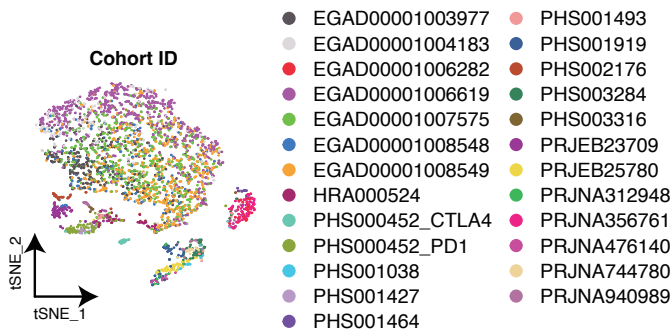 Cohort ID
tSNE_2
tSNE_1
EGAD00001003977
EGAD00001004183
EGAD00001006282
EGAD00001006619
EGAD00001007575
EGAD00001008548
EGAD00001008549
HRA000524
PHS000452_CTLA4
PHS000452_PD1
PHS001038
PHS001427
PHS001464
PHS001493
PHS001919
PHS002176
PHS003284
PHS003316
PRJEB23709
PRJEB25780
PRJNA312948
PRJNA356761
PRJNA476140
PRJNA744780
PRJNA940989